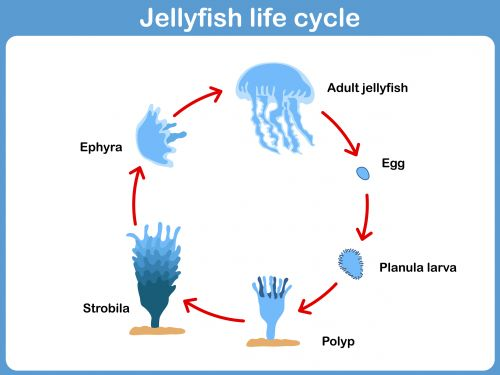 Jellyfish life cycle
Adult jellyfish
Egg
Planula larva
Polyp
Strobila
Ephyra